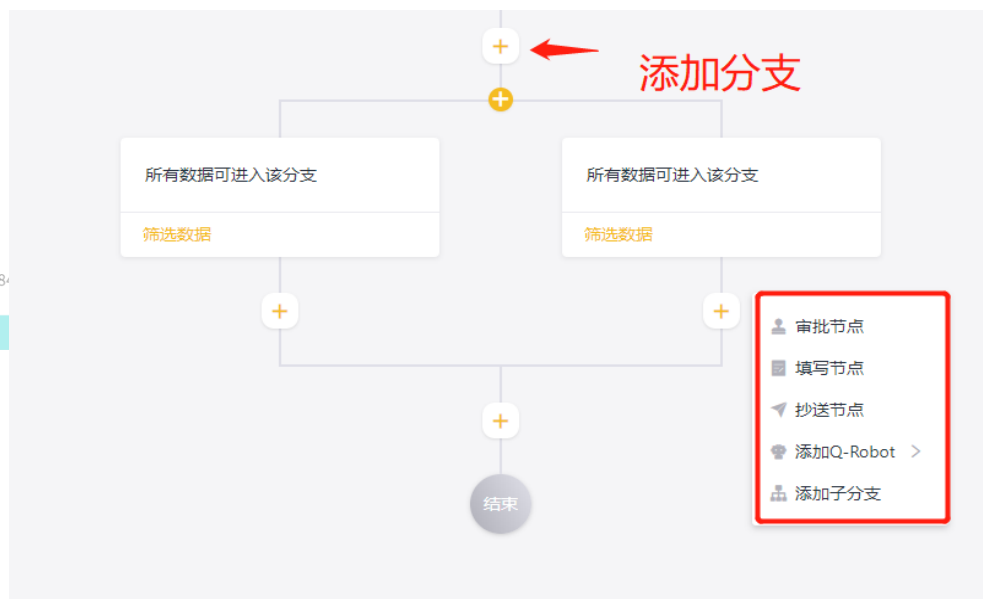 添加分支
所有数据可进入该分支
所有数据可进入该分支
筛选数据
筛选数据
84
审批节点
填写节点
抄送节点
添加Q-Robot
添加子分支
结束